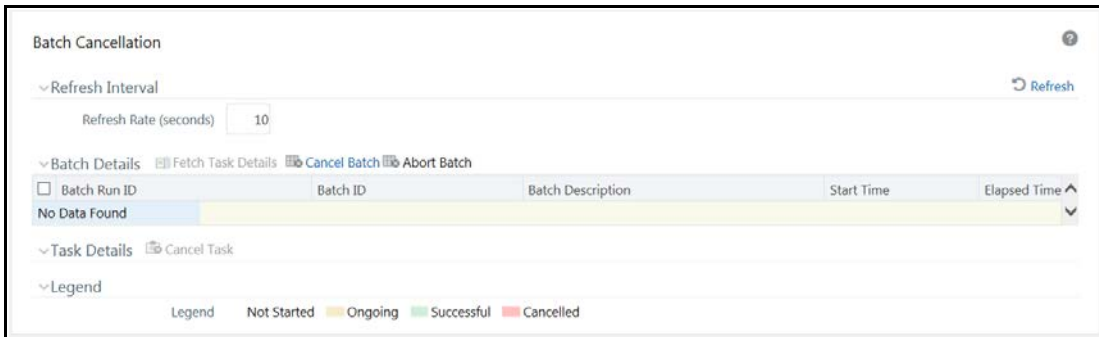 Batch Cancellation
Refresh Interval
Refresh
Refresh Rate (seconds) 10
Batch Details Fetch Task Details Cancel Batch Abort Batch
Batch Run ID Batch ID Batch Description Start Time Elapsed Time
No Data Found
Task Details Cancel Task
Legend
Legend Not Started Ongoing Successful Cancelled